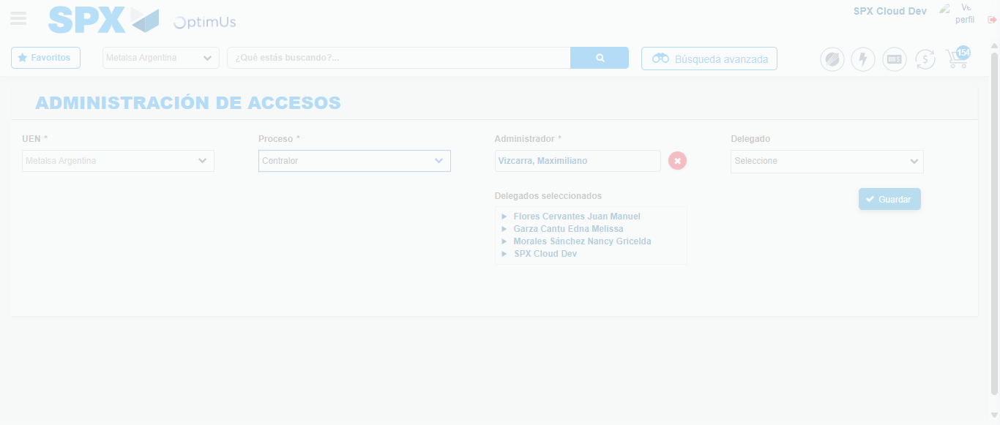 SPX
OptimUs
SPX Cloud Dev
perfil
Favoritos
Metalsa Argentina
¿Qué estás buscando?...
Búsqueda avanzada
154
ADMINISTRACIÓN DE ACCESOS
UEN *
Proceso *
Administrador *
Delegado
Metalsa Argentina
Contralor
Vizcarra, Maximiliano
Seleccione
Delegados seleccionados
Guardar
Flores Cervantes Juan Manuel
Garza Cantu Edna Melissa
Morales Sánchez Nancy Gricelda
SPX Cloud Dev